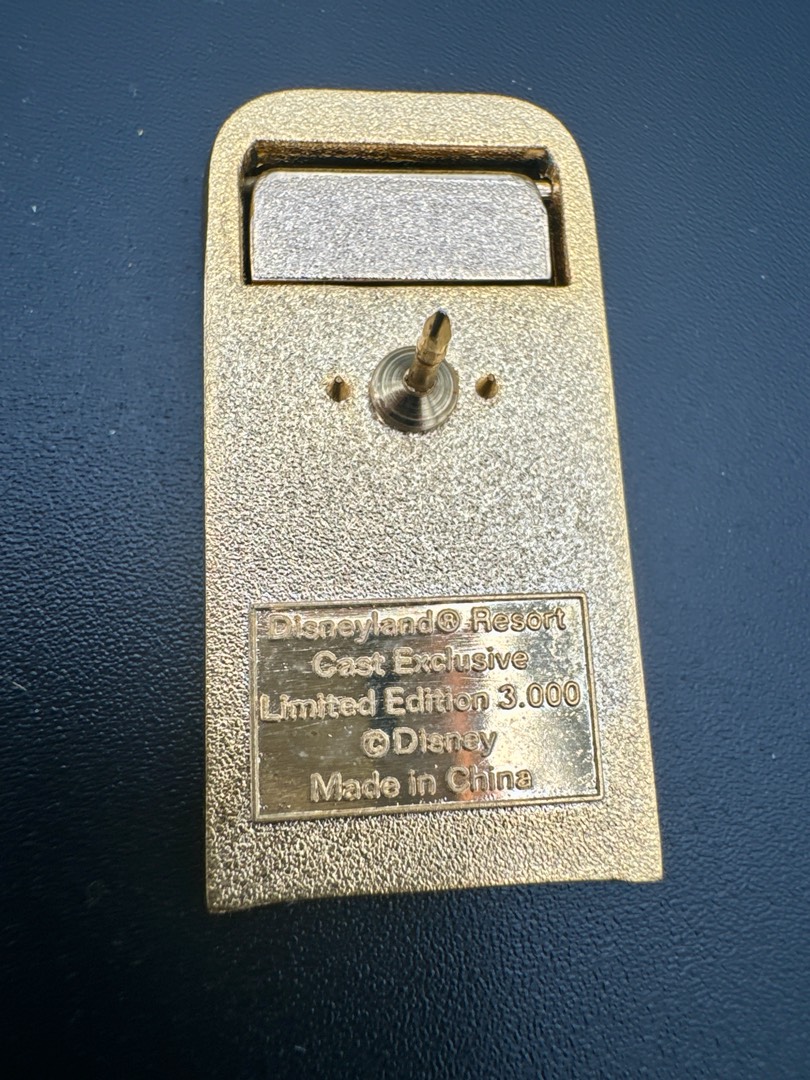 Disneyland® Resort
Cast Exclusive
Limited Edition 3.000
©Disney
Made in China